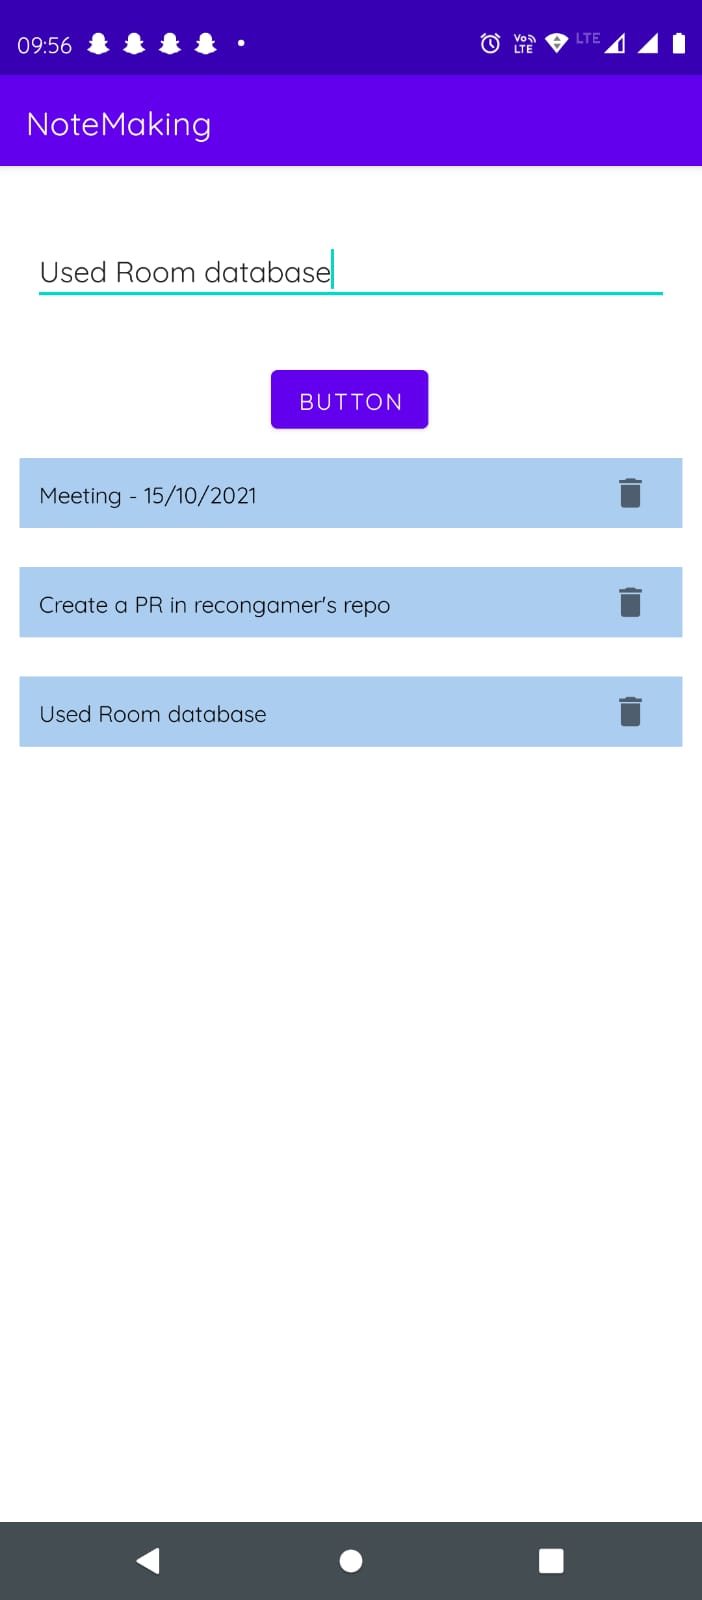 09:56
Vo LTE LTE
NoteMaking
Used Room database
BUTTON
Meeting - 15/10/2021
Create a PR in recongamer's repo
Used Room database